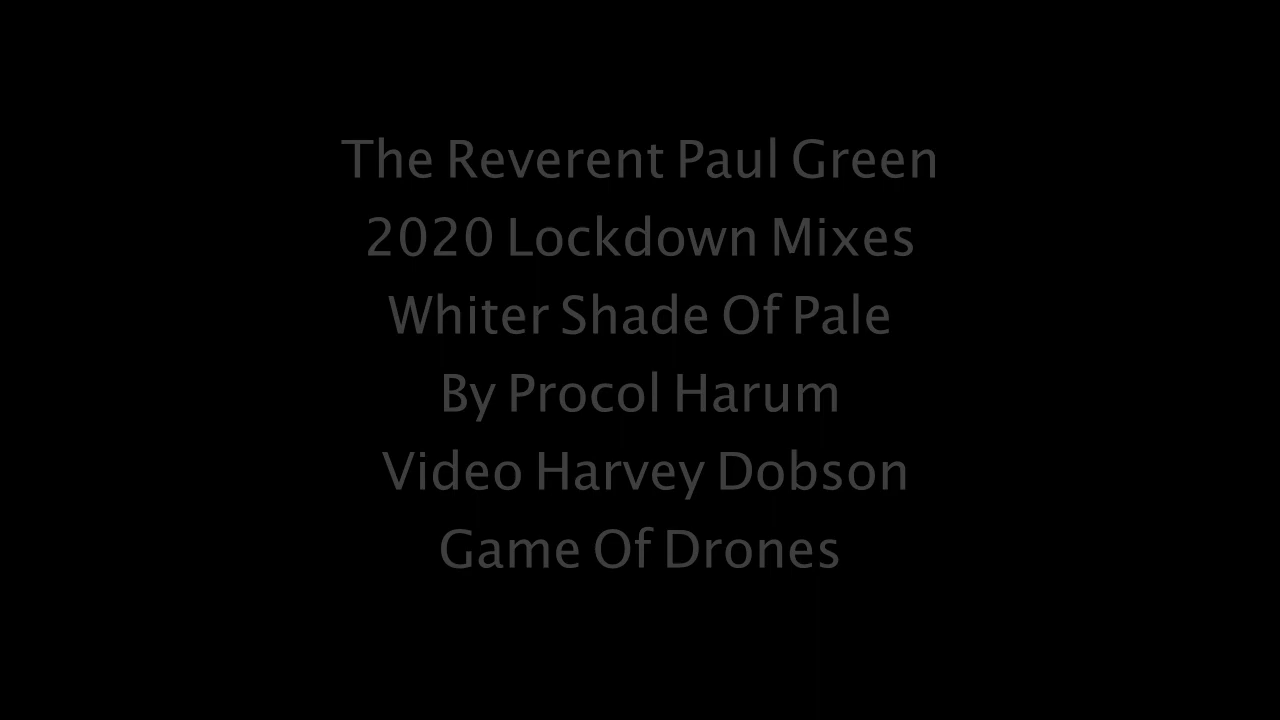 The Reverent Paul Green
2020 Lockdown Mixes
Whiter Shade Of Pale
By Procol Harum
Video Harvey Dobson
Game Of Drones